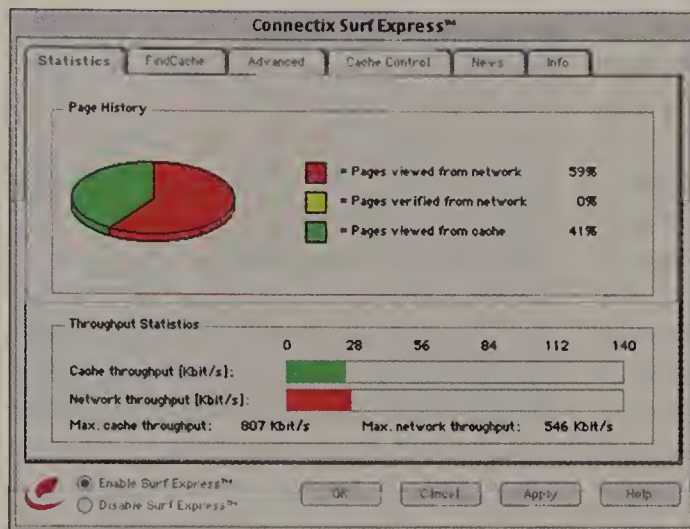 Connectix Surf Express™
Statistics FindCache Advanced Cache Control News Info
Page History
= Pages viewed from network 59%
= Pages verified from network 0%
= Pages viewed from cache 41%
Throughput Statistics
0 28 56 84 112 140
Cache throughput [Kbit/s]:
Network throughput [Kbit/s]:
Max. cache throughput: 807 Kbit/s Max. network throughput: 546 Kbit/s
Enable Surf Express™
Disable Surf Express™
OK Cancel Apply Help